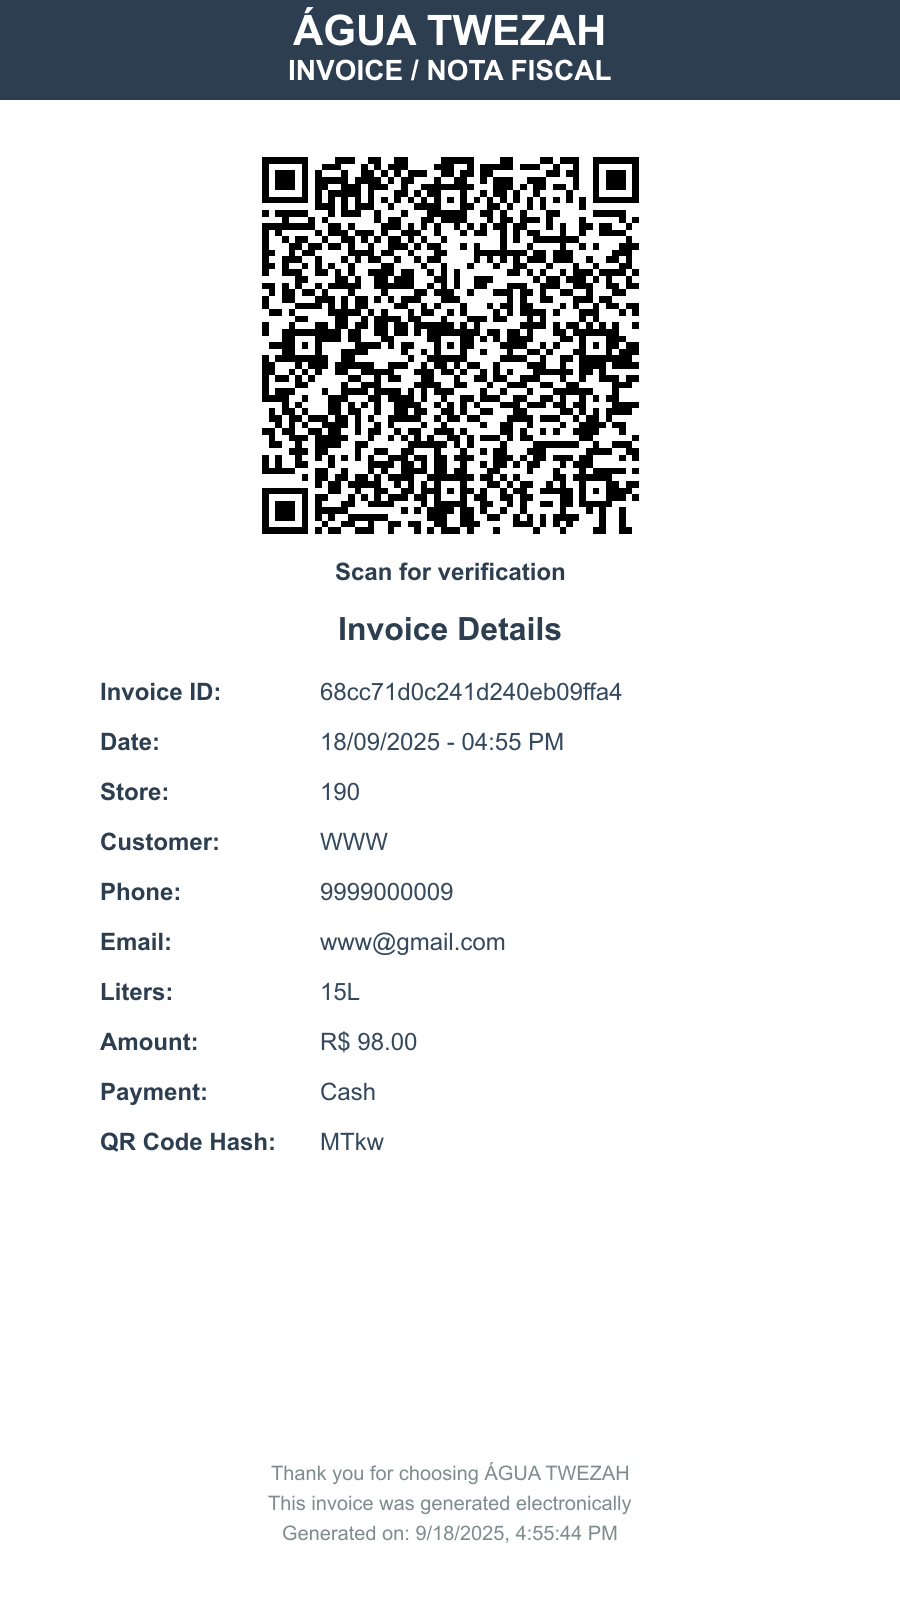 ÁGUA TWEZAH
INVOICE / NOTA FISCAL
Scan for verification
Invoice Details
Invoice ID: 68cc71d0c241d240eb09ffa4
Date: 18/09/2025 - 04:55 PM
Store: 190
Customer: WWW
Phone: 9999000009
Email: www@gmail.com
Liters: 15L
Amount: R$ 98.00
Payment: Cash
QR Code Hash: MTkw
Thank you for choosing ÁGUA TWEZAH
This invoice was generated electronically
Generated on: 9/18/2025, 4:55:44 PM